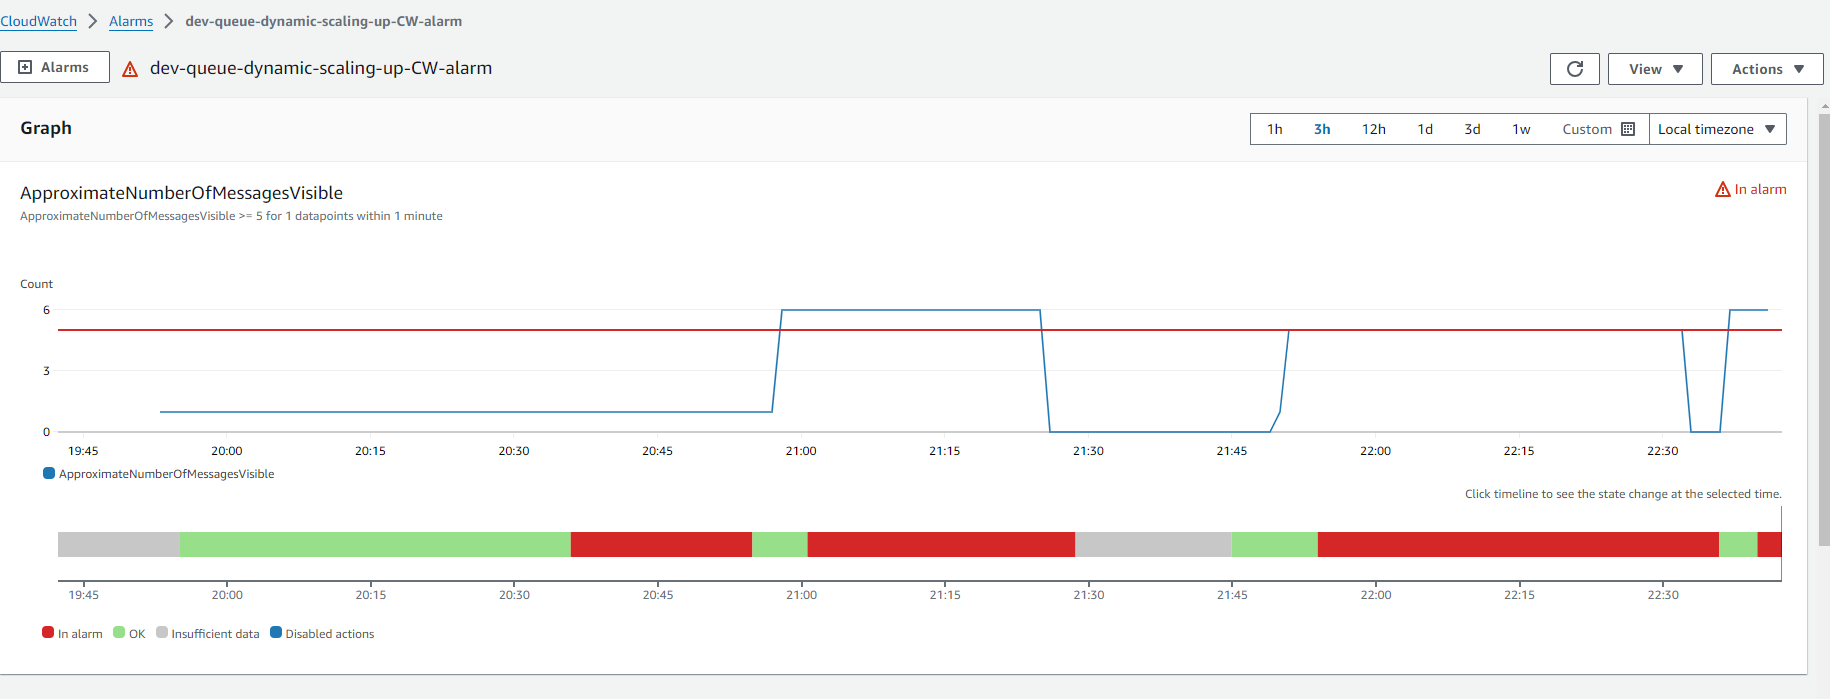 CloudWatch > Alarms > dev-queue-dynamic-scaling-up-CW-alarm
Alarms dev-queue-dynamic-scaling-up-CW-alarm View Actions
Graph 1h 3h 12h 1d 3d 1w Custom Local timezone
ApproximateNumberOfMessagesVisible In alarm
ApproximateNumberOfMessagesVisible >= 5 for 1 datapoints within 1 minute
Count
6
3
0
19:45 20:00 20:15 20:30 20:45 21:00 21:15 21:30 21:45 22:00 22:15 22:30
ApproximateNumberOfMessagesVisible
Click timeline to see the state change at the selected time.
19:45 20:00 20:15 20:30 20:45 21:00 21:15 21:30 21:45 22:00 22:15 22:30
In alarm OK Insufficient data Disabled actions